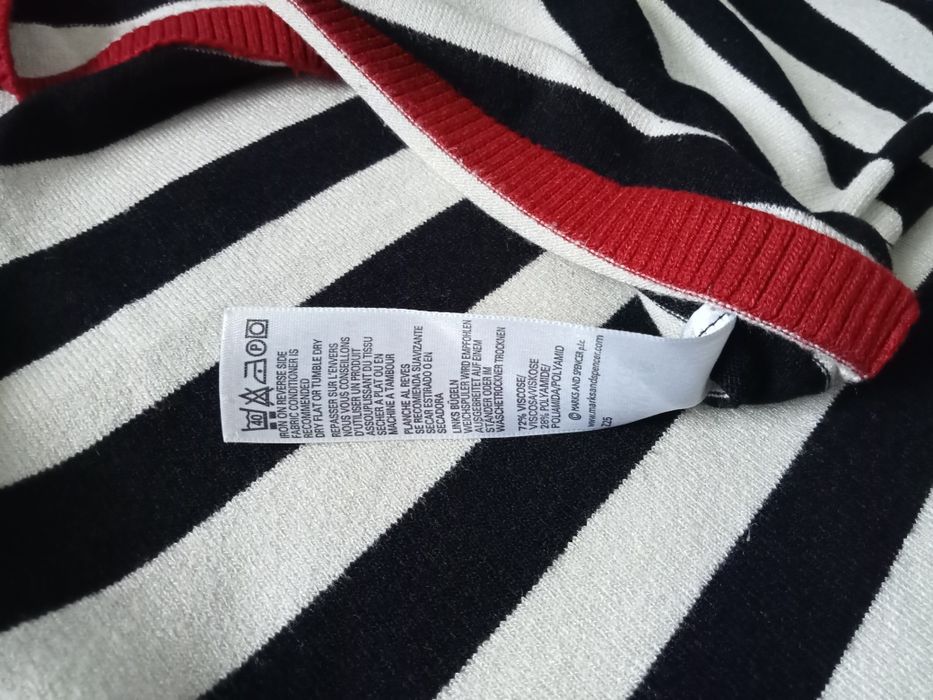 40
P
IRON ON REVERSE SIDE
FABRIC CONDITIONER IS
RECOMMENDED
DRY FLAT OR TUMBLE DRY
REPASSER SUR L'ENVERS
NOUS VOUS CONSEILLONS
D'UTILISER UN PRODUIT
ASSOUPLISSANT DU TISSU
SECHER A PLAT OU EN
MACHINE A TAMBOUR
PLANCHE AL REVES
SE RECOMIENDA SUAVIZANTE
SECAR ESTIRADO O EN
SECADORA
LINKS BÜGELN
WEICHSPULER WIRD EMPFOHLEN
AUSGEBREITET AUF EINEM
STÄNDER ODER IM
WASCHETROCKNER TROCKNEN
72% VISCOSE/
VISCOSA/VISKOSE
28% POLYAMIDE/
POLIAMIDA/POLYAMID
© MARKS AND SPENCER p.l.c.
www.marksandspencer.com
Z25